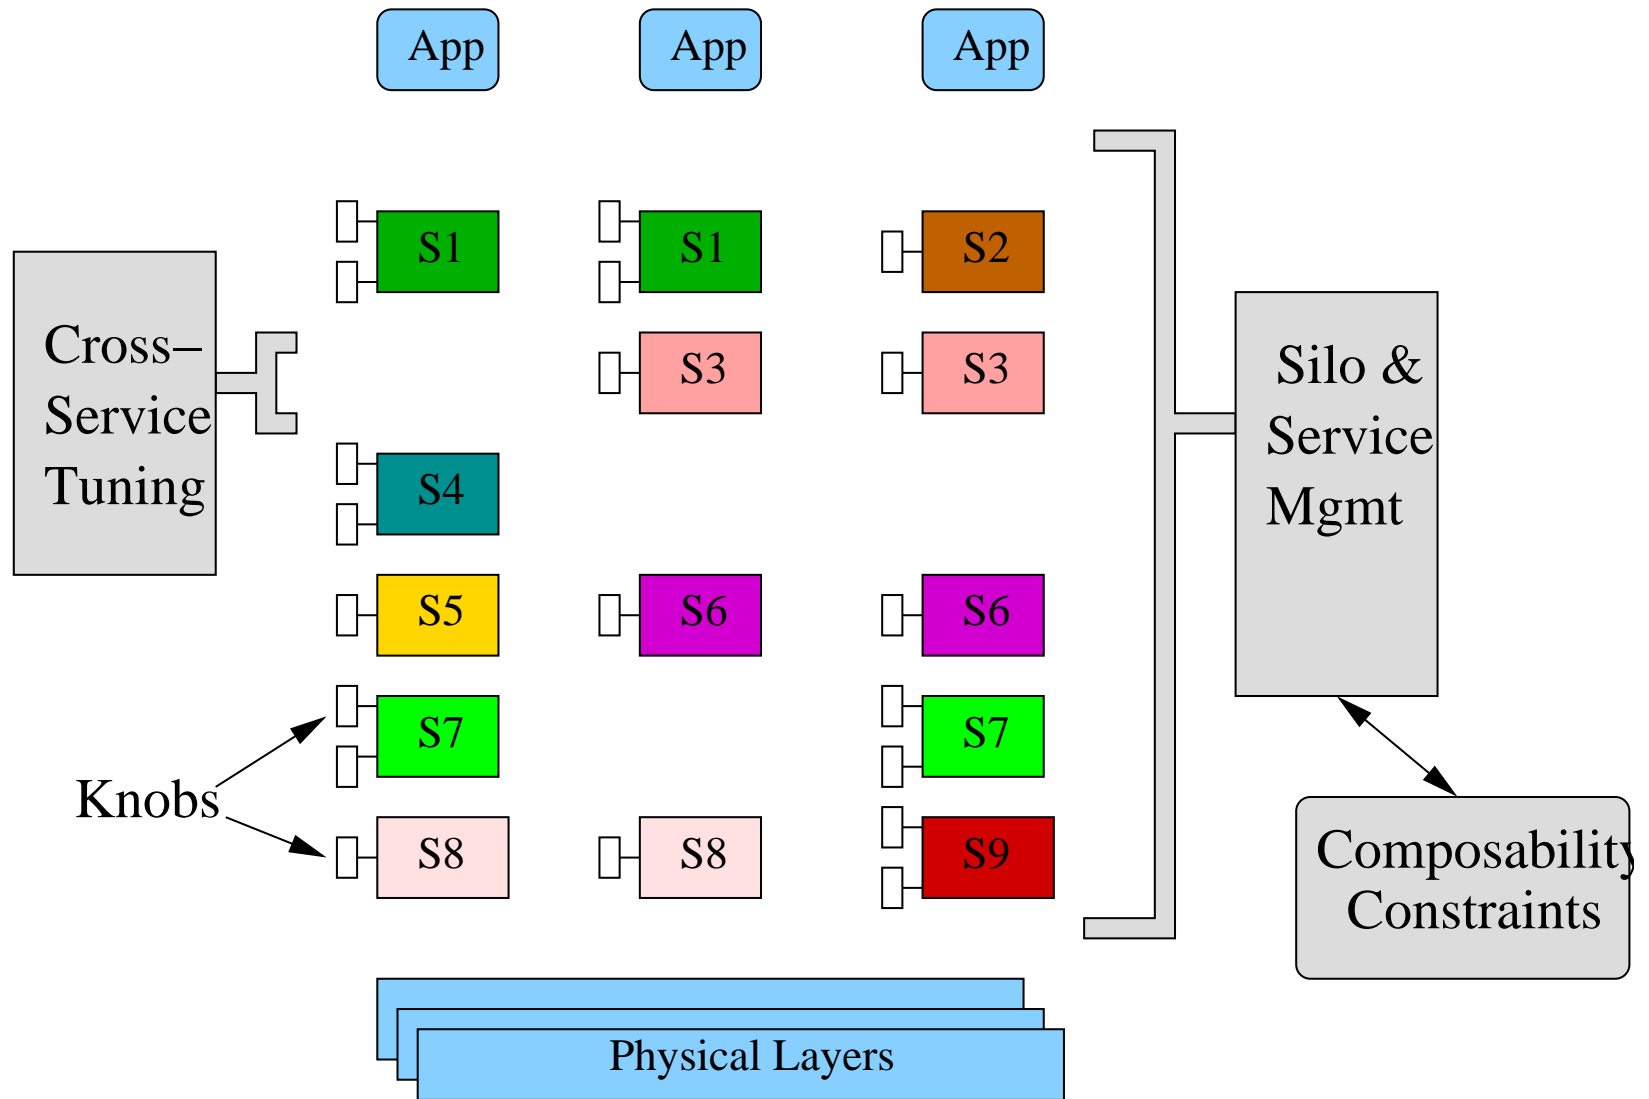 App App App
S1 S1 S2
Cross–
Service
Tuning
S3 S3
Silo &
Service
Mgmt
S4
S5 S6 S6
S7 S7
Knobs
S8 S8 S9
Composability
Constraints
Physical Layers